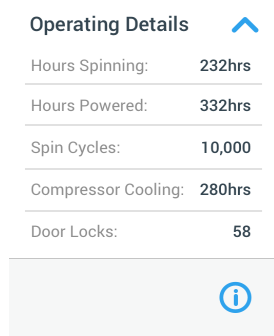 Operating Details
Hours Spinning: 232hrs
Hours Powered: 332hrs
Spin Cycles: 10,000
Compressor Cooling: 280hrs
Door Locks: 58